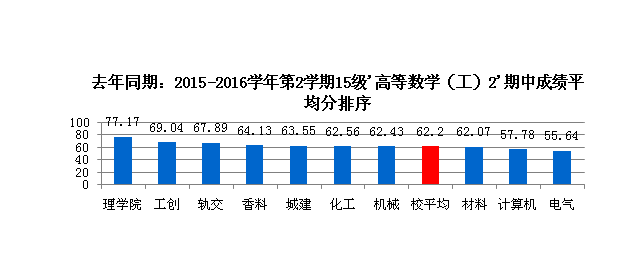 去年同期：2015-2016学年第2学期15级'高等数学（工）2'期中成绩平
均分排序
77.17 69.04 67.89 64.13 63.55 62.56 62.43 62.2 62.07 57.78 55.64
100
80
60
40
20
0
理学院 工创 轨交 香料 城建 化工 机械 校平均 材料 计算机 电气